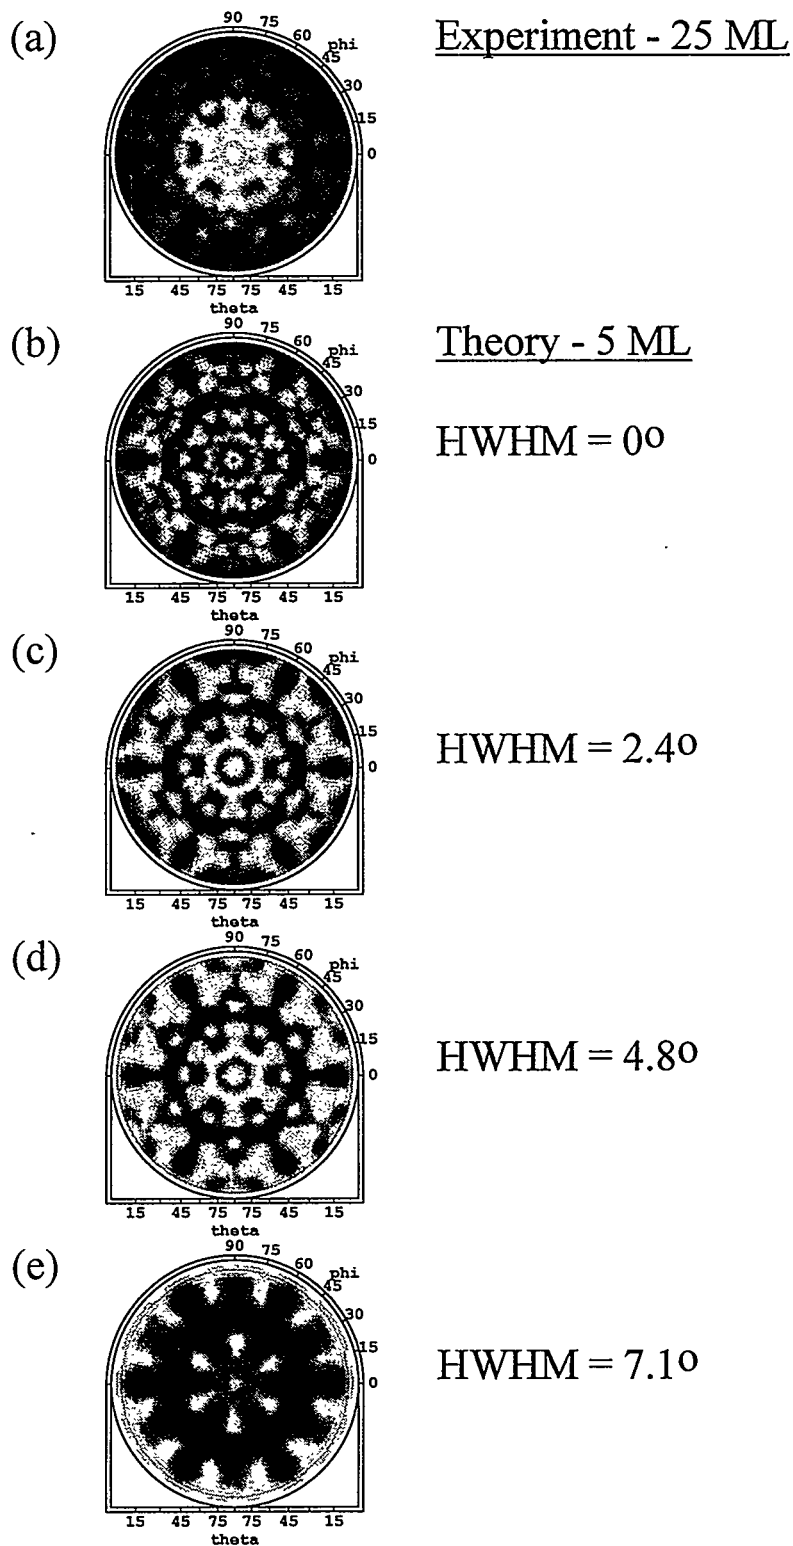 (a)
Experiment - 25 ML
90
75
60
phi
45
30
15
0
15 45 75 75 45 15
theta
(b)
Theory - 5 ML
90
75
60
phi
45
30
15
0
HWHM = 0º
15 45 75 75 45 15
theta
(c)
90
75
60
phi
45
30
15
0
HWHM = 2.4º
15 45 75 75 45 15
theta
(d)
90
75
60
phi
45
30
15
0
HWHM = 4.8º
15 45 75 75 45 15
theta
(e)
90
75
60
phi
45
30
15
0
HWHM = 7.1º
15 45 75 75 45 15
theta